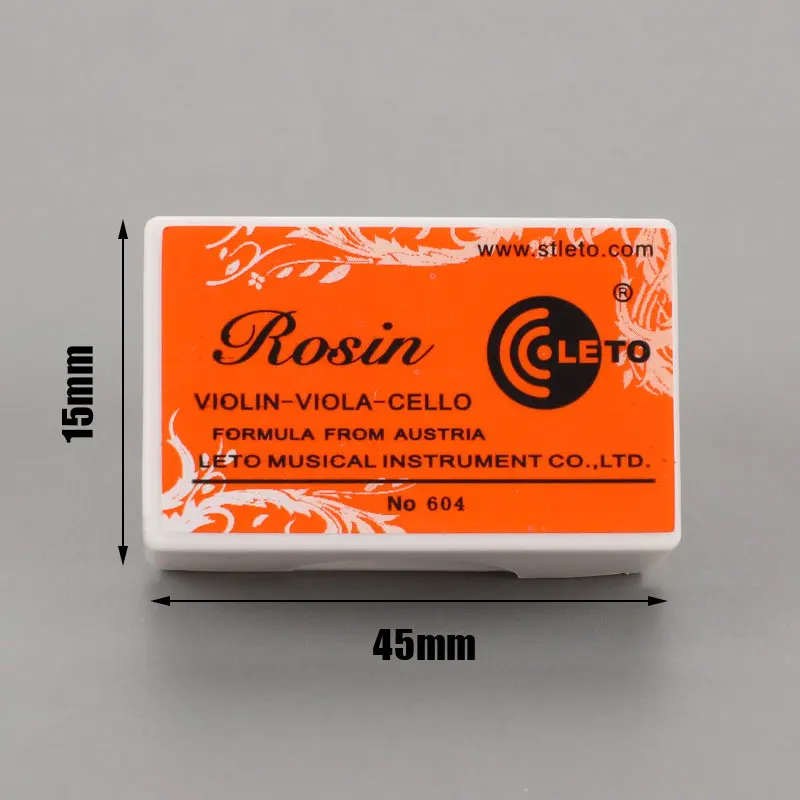 www.stleto.com
®
Rosin
LETO
VIOLIN-VIOLA-CELLO
FORMULA FROM AUSTRIA
LETO MUSICAL INSTRUMENT CO.,LTD.
No 604
15mm
45mm